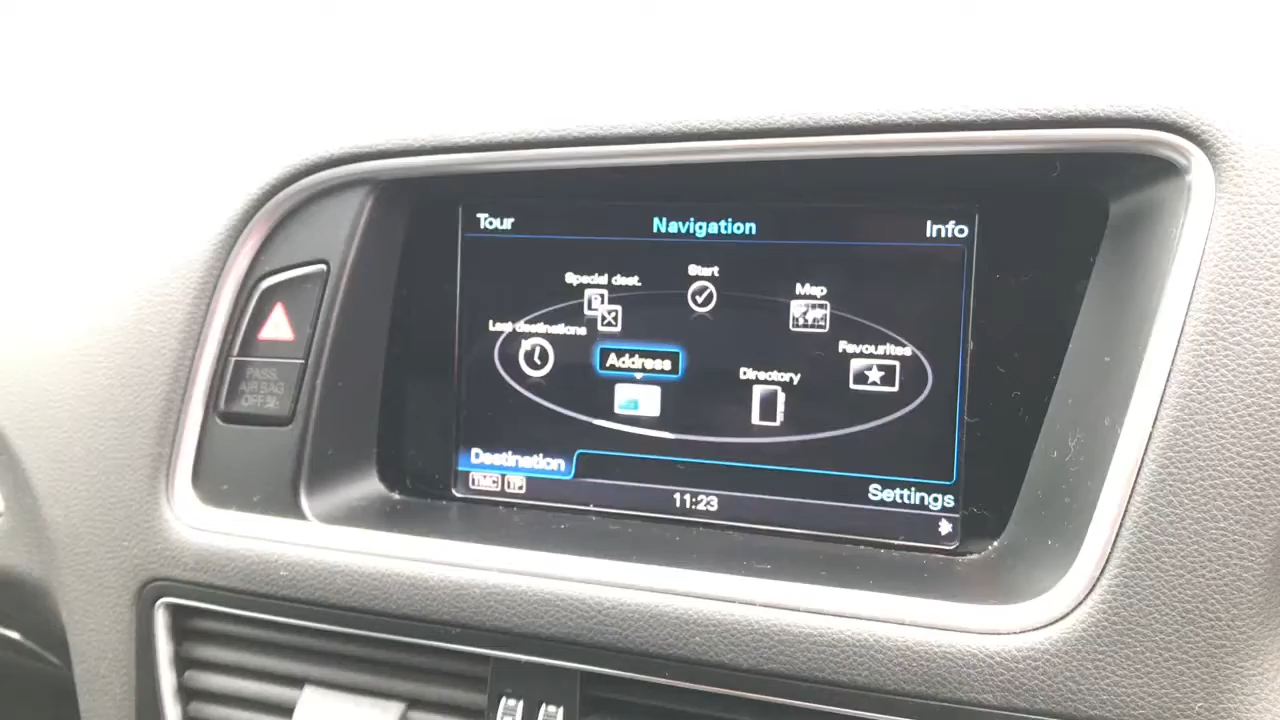 Tour
Navigation
Info
Special dest.
Start
Map
Last destinations
Favourites
Address
Directory
Destination
TMC TP
11:23
Settings
PASS.
AIR BAG
OFF